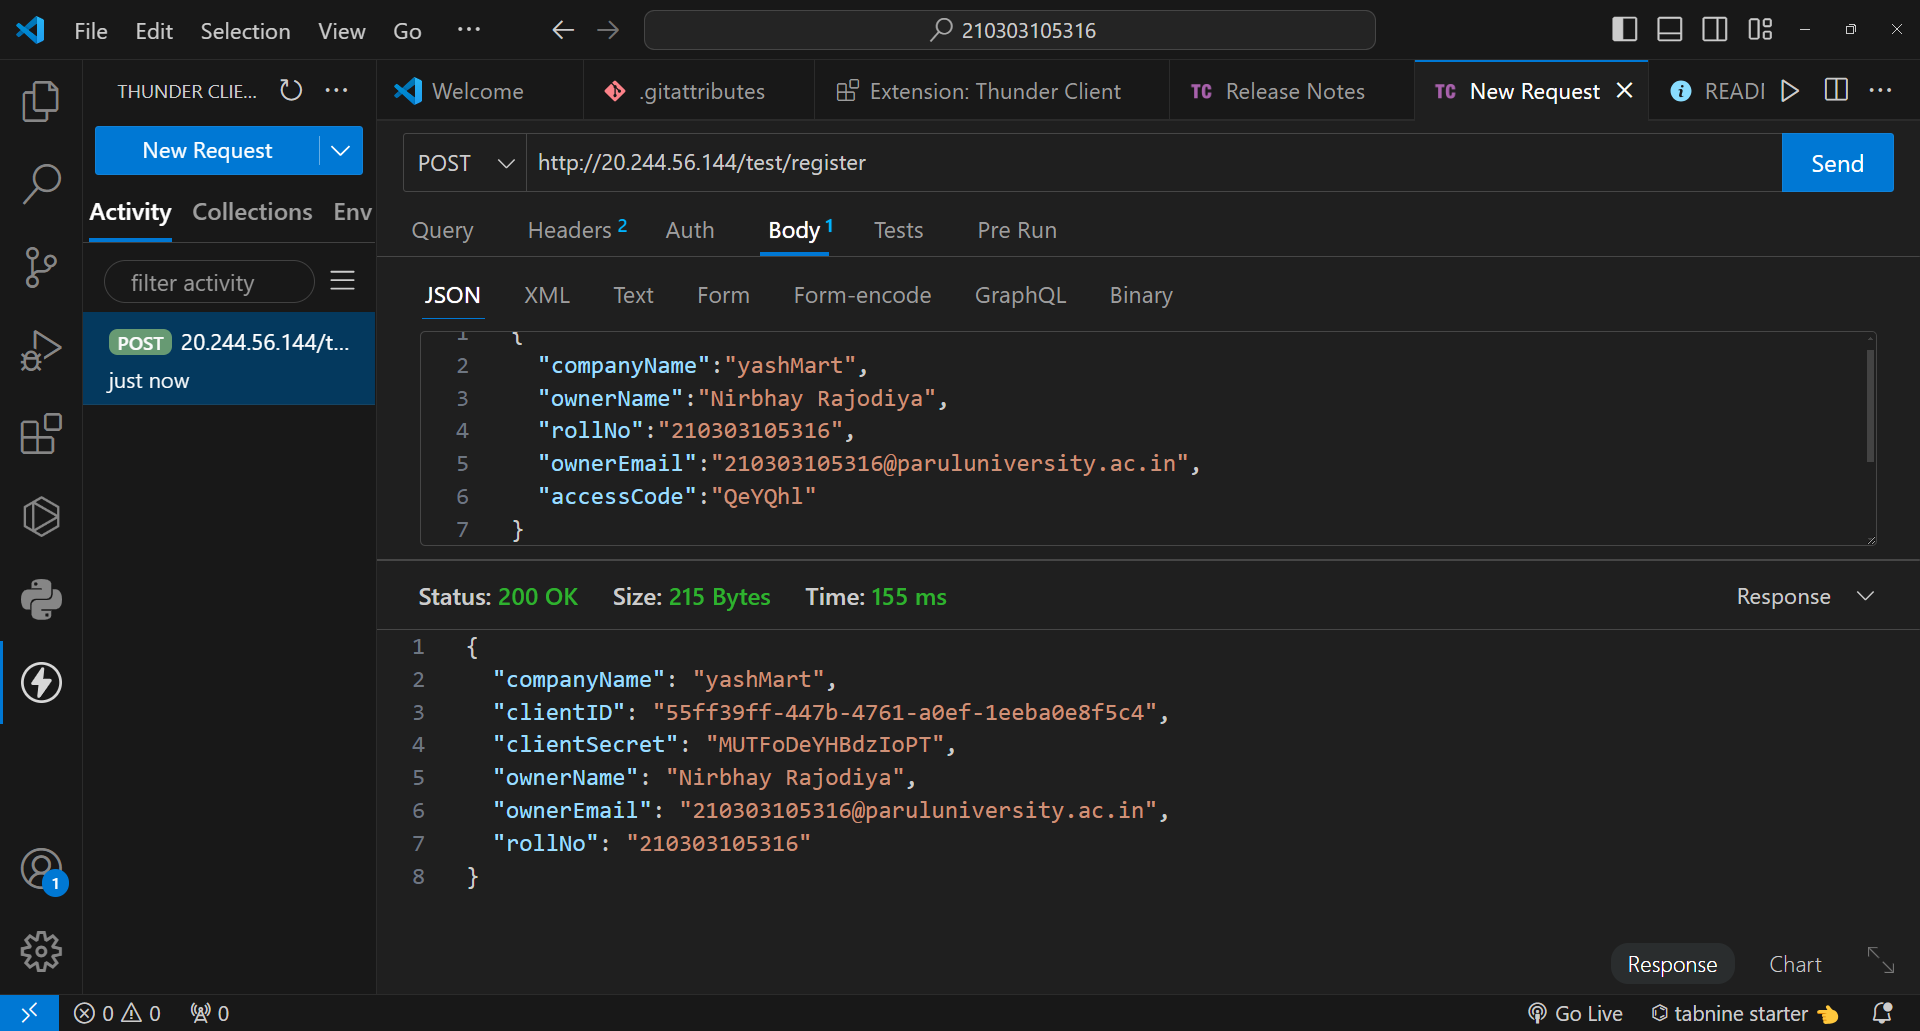 File Edit Selection View Go ... 210303105316
THUNDER CLIE... ...
Welcome .gitattributes Extension: Thunder Client TC Release Notes TC New Request READI ...
New Request
POST http://20.244.56.144/test/register Send
Activity Collections Env
Query Headers 2 Auth Body 1 Tests Pre Run
filter activity
JSON XML Text Form Form-encode GraphQL Binary
POST 20.244.56.144/t...
just now
1 {
2 "companyName":"yashMart",
3 "ownerName":"Nirbhay Rajodiya",
4 "rollNo":"210303105316",
5 "ownerEmail":"210303105316@paruluniversity.ac.in",
6 "accessCode":"QeYQhl"
7 }
Status: 200 OK Size: 215 Bytes Time: 155 ms Response
1 {
2 "companyName": "yashMart",
3 "clientID": "55ff39ff-447b-4761-a0ef-1eeba0e8f5c4",
4 "clientSecret": "MUTFoDeYHBdzIoPT",
5 "ownerName": "Nirbhay Rajodiya",
6 "ownerEmail": "210303105316@paruluniversity.ac.in",
7 "rollNo": "210303105316"
8 }
1
Response Chart
0 0 0 Go Live tabnine starter 👈